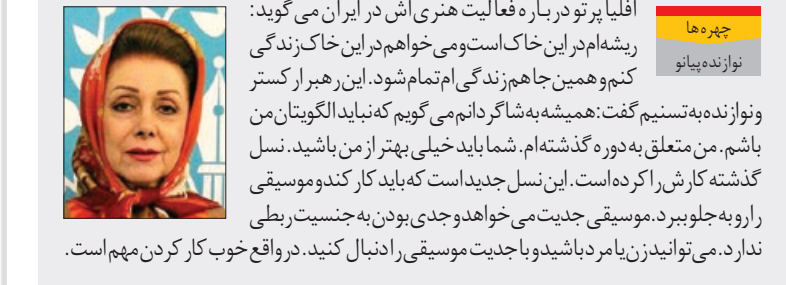 چهره‌ها
نوازنده پیانو
افلیا پرتو درباره فعالیت هنری‌اش در ایران می‌گوید:
ریشه‌ام در این خاک است و می‌خواهم در این خاک زندگی
کنم و همین جا هم زندگی‌ام تمام شود. این رهبر ارکستر
و نوازنده به تسنیم گفت: همیشه به شاگردانم می‌گویم که نباید الگویتان من
باشم. من متعلق به دوره گذشته‌ام. شما باید خیلی بهتر از من باشید. نسل
گذشته کارش را کرده است. این نسل جدید است که باید کار کند و موسیقی
را رو به جلو ببرد. موسیقی جدیت می‌خواهد و جدی بودن به جنسیت ربطی
ندارد. می‌توانید زن یا مرد باشید و با جدیت موسیقی را دنبال کنید. در واقع خوب کار کردن مهم است.